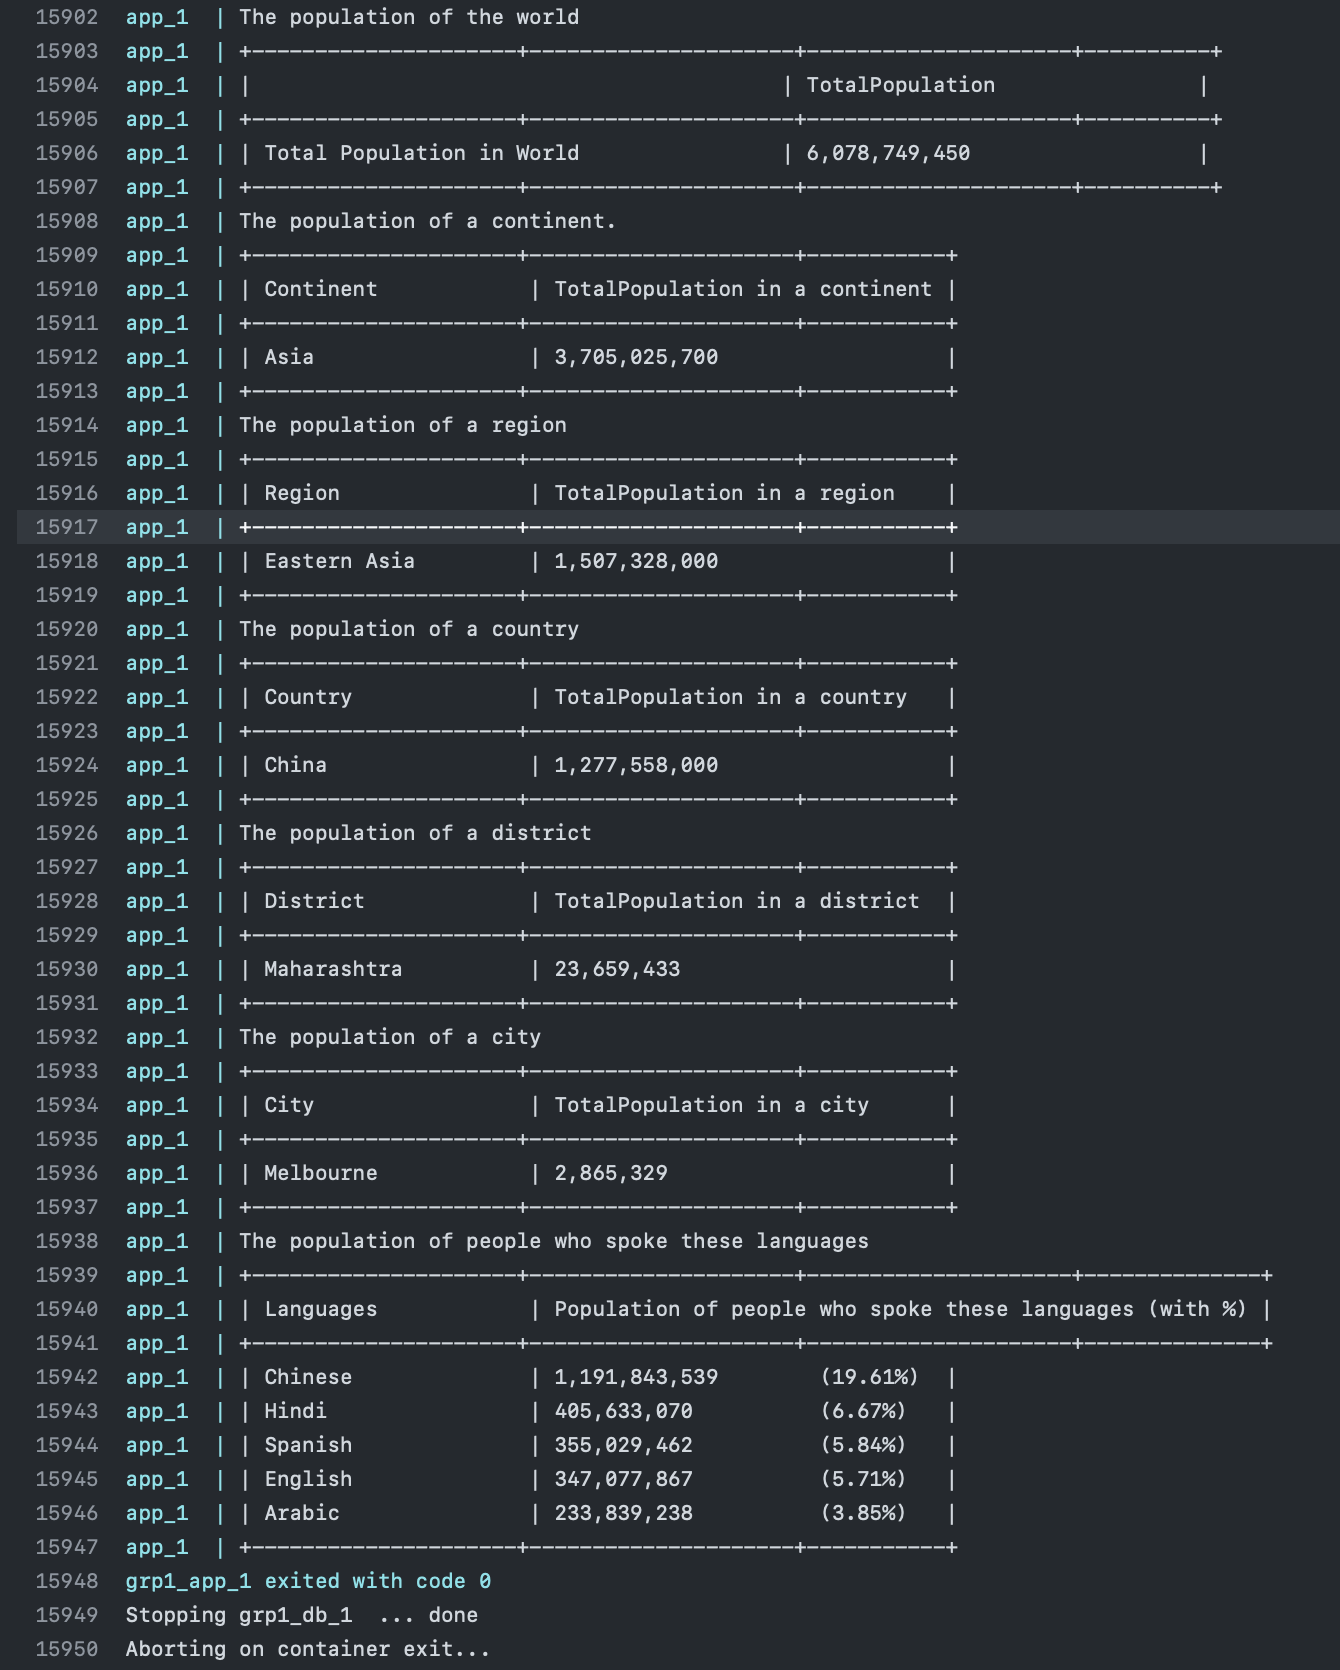 15902 app_1  | The population of the world
15903 app_1  | +---------------------+---------------------+---------------------+----------+
15904 app_1  | |                                           | TotalPopulation                |
15905 app_1  | +---------------------+---------------------+---------------------+----------+
15906 app_1  | | Total Population in World                 | 6,078,749,450                  |
15907 app_1  | +---------------------+---------------------+---------------------+----------+
15908 app_1  | The population of a continent.
15909 app_1  | +---------------------+---------------------+-----------+
15910 app_1  | | Continent            | TotalPopulation in a continent |
15911 app_1  | +---------------------+---------------------+-----------+
15912 app_1  | | Asia                 | 3,705,025,700                  |
15913 app_1  | +---------------------+---------------------+-----------+
15914 app_1  | The population of a region
15915 app_1  | +---------------------+---------------------+-----------+
15916 app_1  | | Region               | TotalPopulation in a region    |
15917 app_1  | +---------------------+---------------------+-----------+
15918 app_1  | | Eastern Asia         | 1,507,328,000                  |
15919 app_1  | +---------------------+---------------------+-----------+
15920 app_1  | The population of a country
15921 app_1  | +---------------------+---------------------+-----------+
15922 app_1  | | Country              | TotalPopulation in a country   |
15923 app_1  | +---------------------+---------------------+-----------+
15924 app_1  | | China                | 1,277,558,000                  |
15925 app_1  | +---------------------+---------------------+-----------+
15926 app_1  | The population of a district
15927 app_1  | +---------------------+---------------------+-----------+
15928 app_1  | | District             | TotalPopulation in a district  |
15929 app_1  | +---------------------+---------------------+-----------+
15930 app_1  | | Maharashtra          | 23,659,433                     |
15931 app_1  | +---------------------+---------------------+-----------+
15932 app_1  | The population of a city
15933 app_1  | +---------------------+---------------------+-----------+
15934 app_1  | | City                 | TotalPopulation in a city      |
15935 app_1  | +---------------------+---------------------+-----------+
15936 app_1  | | Melbourne            | 2,865,329                      |
15937 app_1  | +---------------------+---------------------+-----------+
15938 app_1  | The population of people who spoke these languages
15939 app_1  | +---------------------+---------------------+---------------------+--------------+
15940 app_1  | | Languages            | Population of people who spoke these languages (with %) |
15941 app_1  | +---------------------+---------------------+---------------------+--------------+
15942 app_1  | | Chinese              | 1,191,843,539        (19.61%)  |
15943 app_1  | | Hindi                | 405,633,070          (6.67%)   |
15944 app_1  | | Spanish              | 355,029,462          (5.84%)   |
15945 app_1  | | English              | 347,077,867          (5.71%)   |
15946 app_1  | | Arabic               | 233,839,238          (3.85%)   |
15947 app_1  | +---------------------+---------------------+-----------+
15948 grp1_app_1 exited with code 0
15949 Stopping grp1_db_1  ... done
15950 Aborting on container exit...